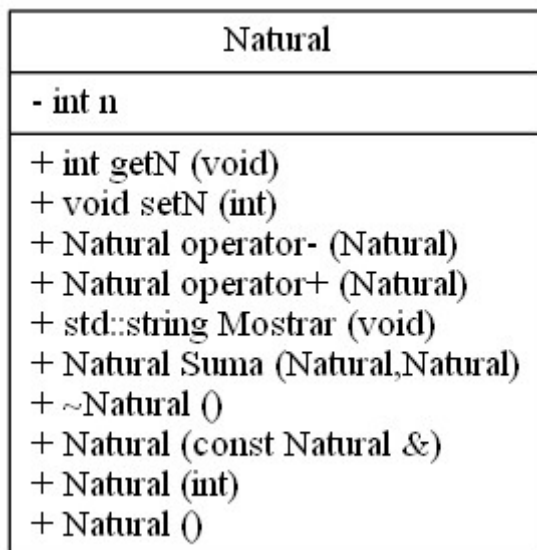 Natural
- int n
+ int getN (void)
+ void setN (int)
+ Natural operator- (Natural)
+ Natural operator+ (Natural)
+ std::string Mostrar (void)
+ Natural Suma (Natural,Natural)
+ ~Natural ()
+ Natural (const Natural &)
+ Natural (int)
+ Natural ()